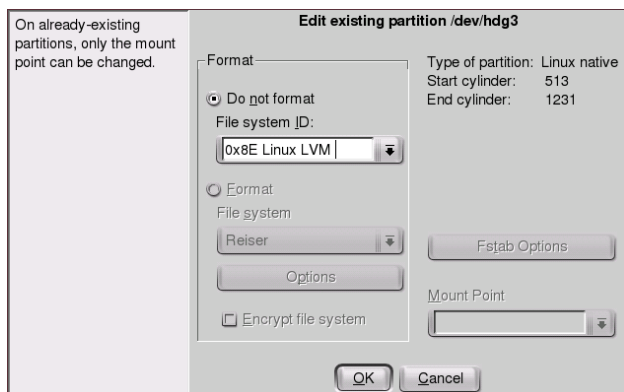 On already-existing
partitions, only the mount
point can be changed.
Edit existing partition /dev/hdg3
Format
Do not format
File system ID:
0x8E Linux LVM
Format
File system
Reiser
Options
Encrypt file system
Type of partition: Linux native
Start cylinder: 513
End cylinder: 1231
Fstab Options
Mount Point
OK
Cancel